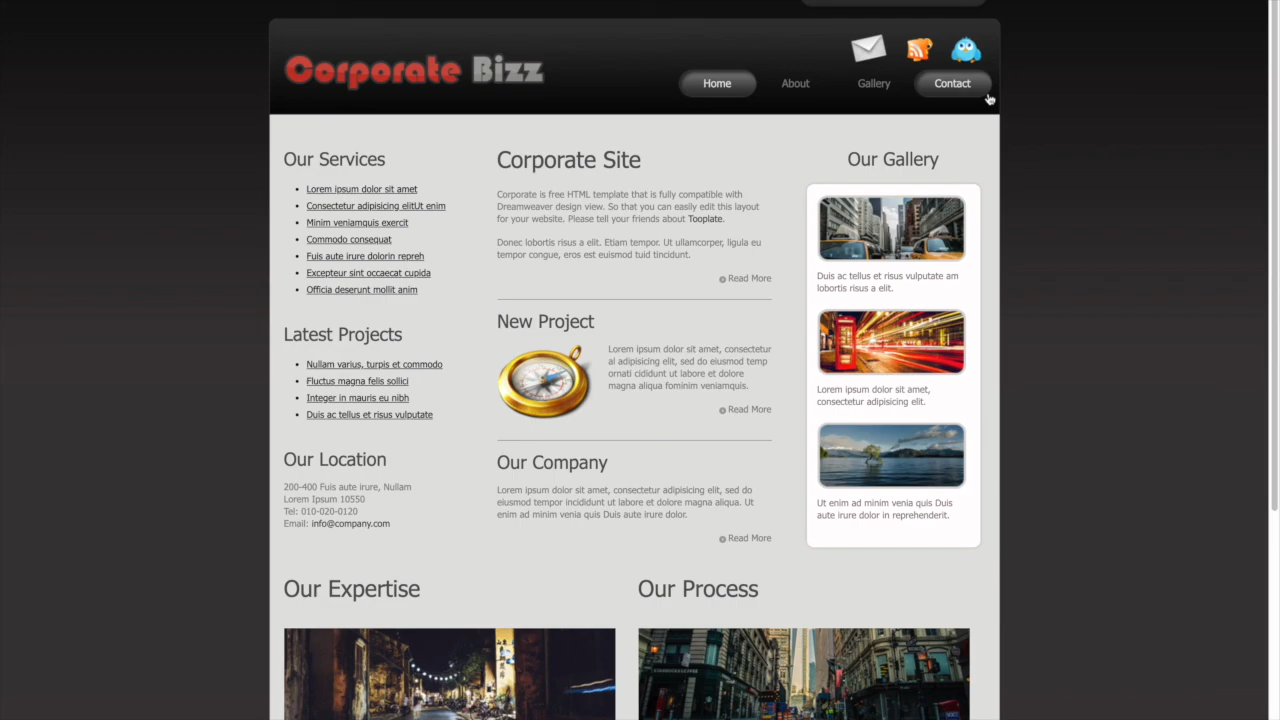 Corporate Bizz
Home
About
Gallery
Contact
Our Services
Lorem ipsum dolor sit amet
Consectetur adipisicing elitUt enim
Minim veniamquis exercit
Commodo consequat
Fuis aute irure dolorin repreh
Excepteur sint occaecat cupida
Officia deserunt mollit anim
Latest Projects
Nullam varius, turpis et commodo
Fluctus magna felis sollici
Integer in mauris eu nibh
Duis ac tellus et risus vulputate
Our Location
200-400 Fuis aute irure, Nullam
Lorem Ipsum 10550
Tel: 010-020-0120
Email: info@company.com
Corporate Site
Corporate is free HTML template that is fully compatible with
Dreamweaver design view. So that you can easily edit this layout
for your website. Please tell your friends about Tooplate.
Donec lobortis risus a elit. Etiam tempor. Ut ullamcorper, ligula eu
tempor congue, eros est euismod tuid tincidunt.
Read More
New Project
Lorem ipsum dolor sit amet, consectetur
al adipisicing elit, sed do eiusmod temp
ornati cididunt ut labore et dolore
magna aliqua fominim veniamquis.
Read More
Our Company
Lorem ipsum dolor sit amet, consectetur adipisicing elit, sed do
eiusmod tempor incididunt ut labore et dolore magna aliqua. Ut
enim ad minim venia quis Duis aute irure dolor.
Read More
Our Gallery
Duis ac tellus et risus vulputate am
lobortis risus a elit.
Lorem ipsum dolor sit amet,
consectetur adipisicing elit.
Ut enim ad minim venia quis Duis
aute irure dolor in reprehenderit.
Our Expertise
Our Process